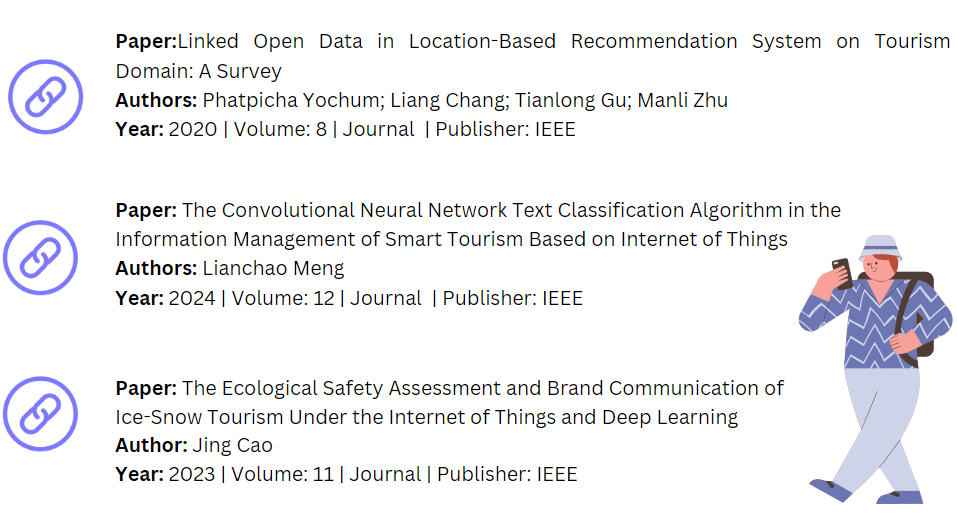 Paper:Linked Open Data in Location-Based Recommendation System on Tourism
Domain: A Survey
Authors: Phatpicha Yochum; Liang Chang; Tianlong Gu; Manli Zhu
Year: 2020 | Volume: 8 | Journal | Publisher: IEEE
Paper: The Convolutional Neural Network Text Classification Algorithm in the
Information Management of Smart Tourism Based on Internet of Things
Authors: Lianchao Meng
Year: 2024 | Volume: 12 | Journal | Publisher: IEEE
Paper: The Ecological Safety Assessment and Brand Communication of
Ice-Snow Tourism Under the Internet of Things and Deep Learning
Author: Jing Cao
Year: 2023 | Volume: 11 | Journal | Publisher: IEEE